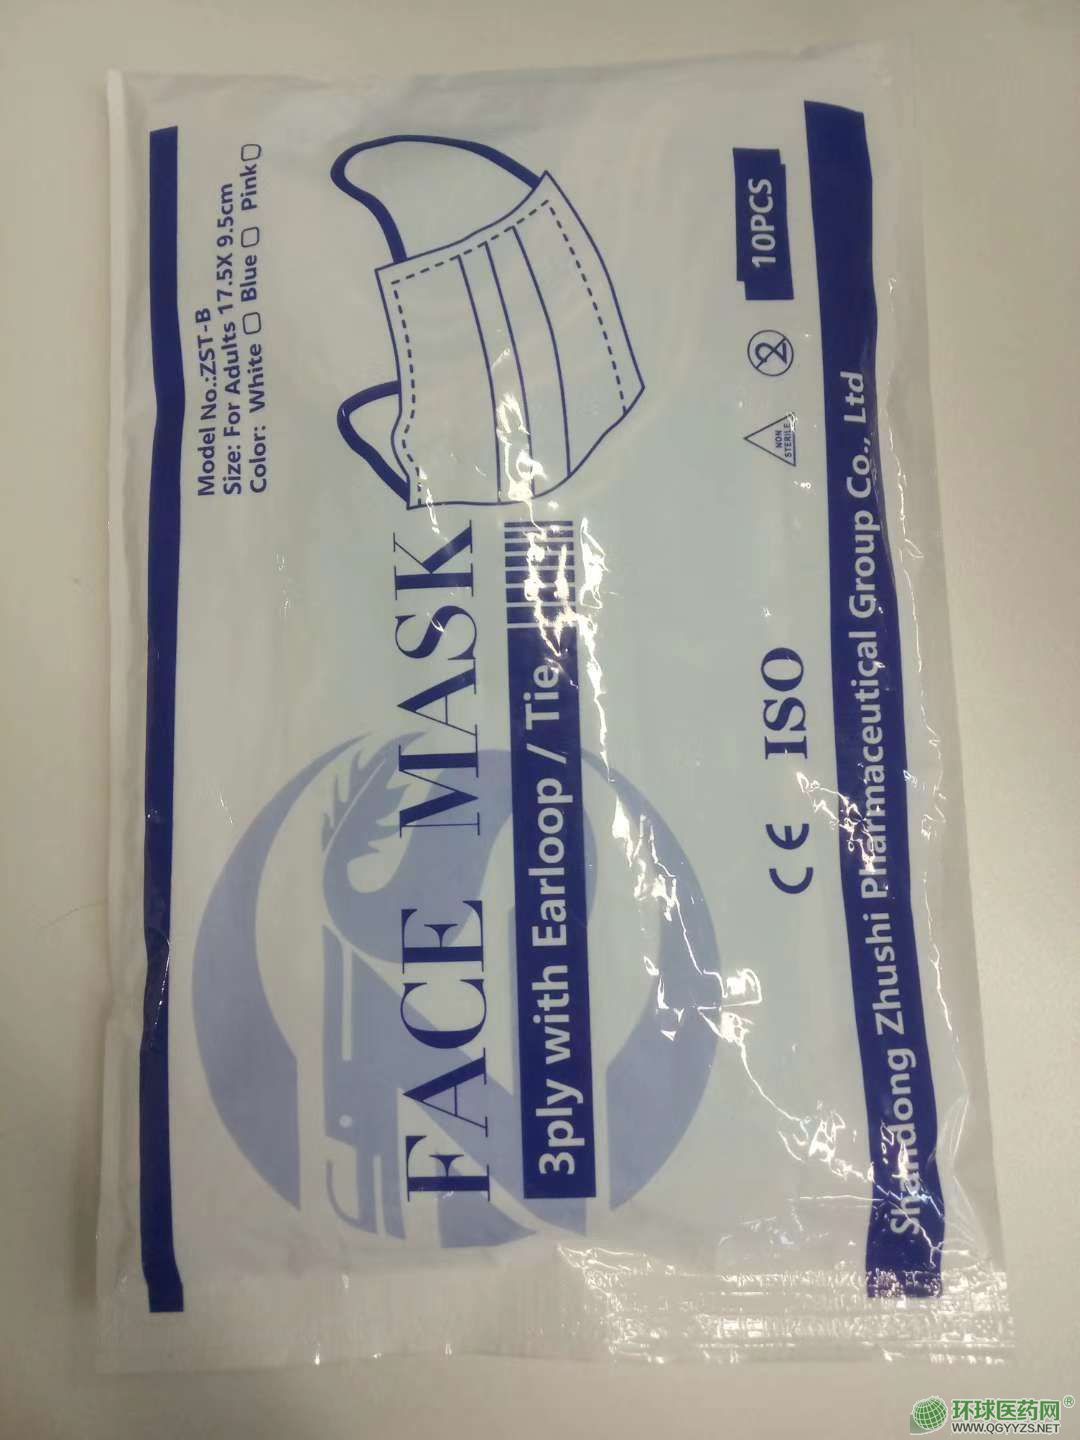 Model No.:ZST-B
Size: For Adults 17.5X 9.5cm
Color: White Blue Pink
FACE MASK
3ply with Earloop / Tie
10PCS
2
NON
STERILE
CE ISO
Shandong Zhushi Pharmaceutical Group Co., Ltd
环球医药网®
WWW.QGYYZS.NET